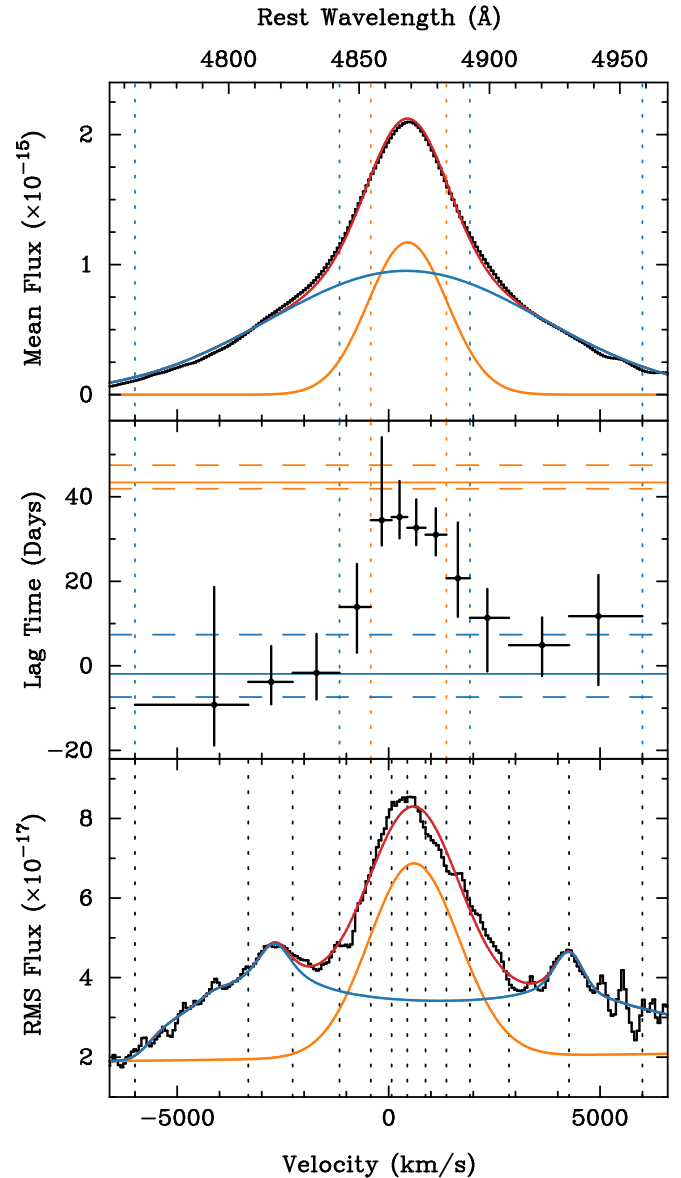 Rest Wavelength (Å)
4800 4850 4900 4950
Mean Flux (×10⁻¹⁵)
2
1
0
Lag Time (Days)
40
20
0
−20
RMS Flux (×10⁻¹⁷)
8
6
4
2
−5000 0 5000
Velocity (km/s)